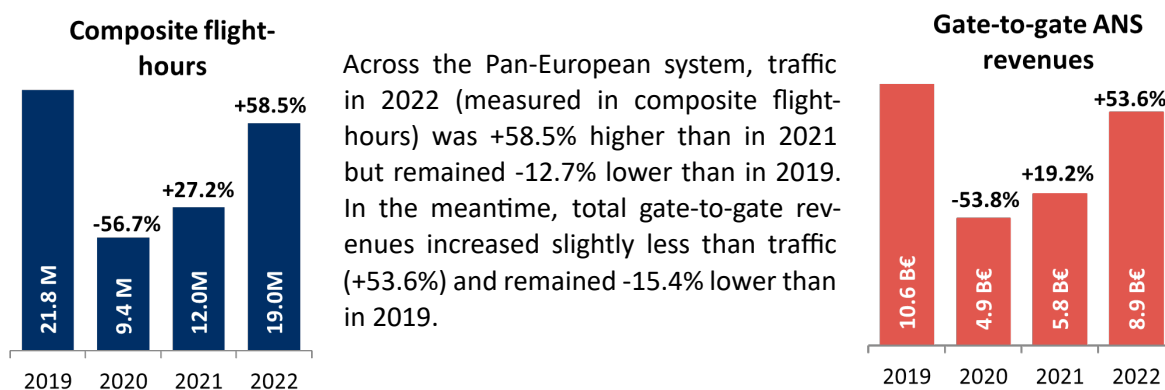 Composite flight-
hours
+58.5%
+27.2%
-56.7%
21.8 M
9.4 M
12.0M
19.0M
2019
2020
2021
2022
Across the Pan-European system, traffic
in 2022 (measured in composite flight-
hours) was +58.5% higher than in 2021
but remained -12.7% lower than in 2019.
In the meantime, total gate-to-gate rev-
enues increased slightly less than traffic
(+53.6%) and remained -15.4% lower than
in 2019.
Gate-to-gate ANS
revenues
+53.6%
+19.2%
-53.8%
10.6 B€
4.9 B€
5.8 B€
8.9 B€
2019
2020
2021
2022